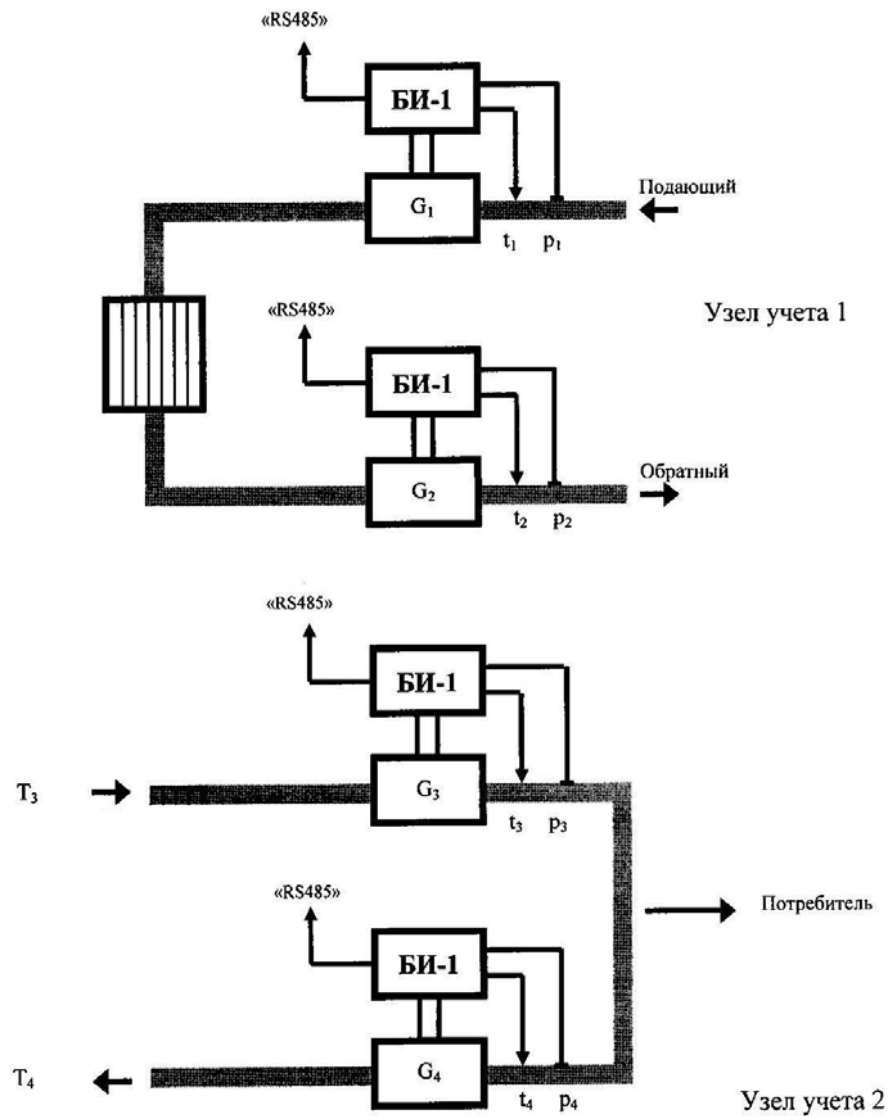 «RS485»
БИ-1
G₁
Подающий
t₁ p₁
Узел учета 1
«RS485»
БИ-1
G₂
Обратный
t₂ p₂
«RS485»
БИ-1
T₃
G₃
t₃ p₃
«RS485»
Потребитель
БИ-1
T₄
G₄
t₄ p₄
Узел учета 2